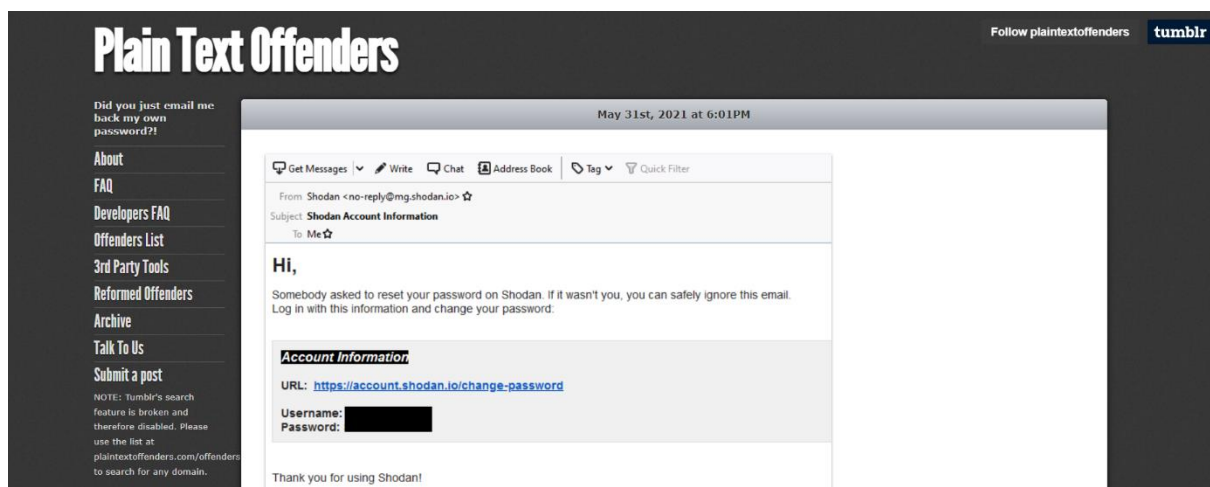 Plain Text Offenders
Follow plaintextoffenders
tumblr
Did you just email me
back my own
password?!
About
FAQ
Developers FAQ
Offenders List
3rd Party Tools
Reformed Offenders
Archive
Talk To Us
Submit a post
NOTE: Tumblr's search
feature is broken and
therefore disabled. Please
use the list at
plaintextoffenders.com/offenders
to search for any domain.
May 31st, 2021 at 6:01PM
Get Messages Write Chat Address Book Tag Quick Filter
From Shodan <no-reply@mg.shodan.io>
Subject Shodan Account Information
To Me
Hi,
Somebody asked to reset your password on Shodan. If it wasn't you, you can safely ignore this email.
Log in with this information and change your password:
Account Information
URL: https://account.shodan.io/change-password
Username:
Password:
Thank you for using Shodan!